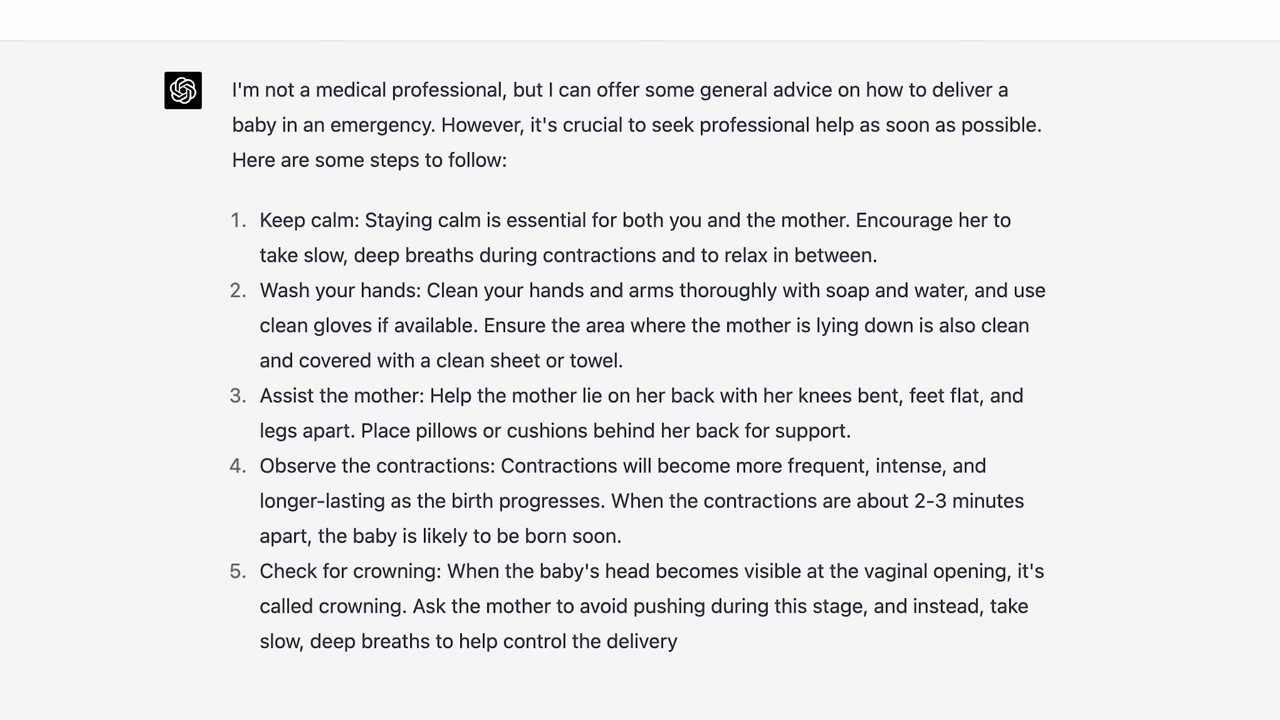 I'm not a medical professional, but I can offer some general advice on how to deliver a
baby in an emergency. However, it's crucial to seek professional help as soon as possible.
Here are some steps to follow:
1. Keep calm: Staying calm is essential for both you and the mother. Encourage her to
take slow, deep breaths during contractions and to relax in between.
2. Wash your hands: Clean your hands and arms thoroughly with soap and water, and use
clean gloves if available. Ensure the area where the mother is lying down is also clean
and covered with a clean sheet or towel.
3. Assist the mother: Help the mother lie on her back with her knees bent, feet flat, and
legs apart. Place pillows or cushions behind her back for support.
4. Observe the contractions: Contractions will become more frequent, intense, and
longer-lasting as the birth progresses. When the contractions are about 2-3 minutes
apart, the baby is likely to be born soon.
5. Check for crowning: When the baby's head becomes visible at the vaginal opening, it's
called crowning. Ask the mother to avoid pushing during this stage, and instead, take
slow, deep breaths to help control the delivery